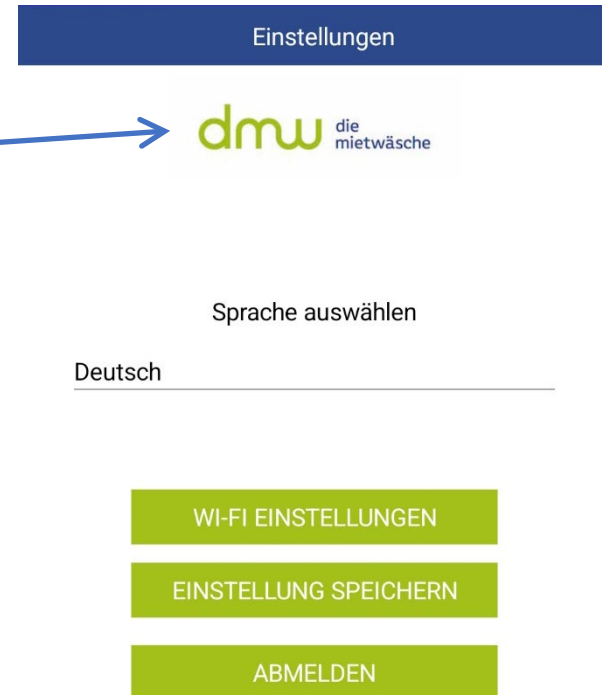 Einstellungen
dmw die
mietwäsche
Sprache auswählen
Deutsch
WI-FI EINSTELLUNGEN
EINSTELLUNG SPEICHERN
ABMELDEN